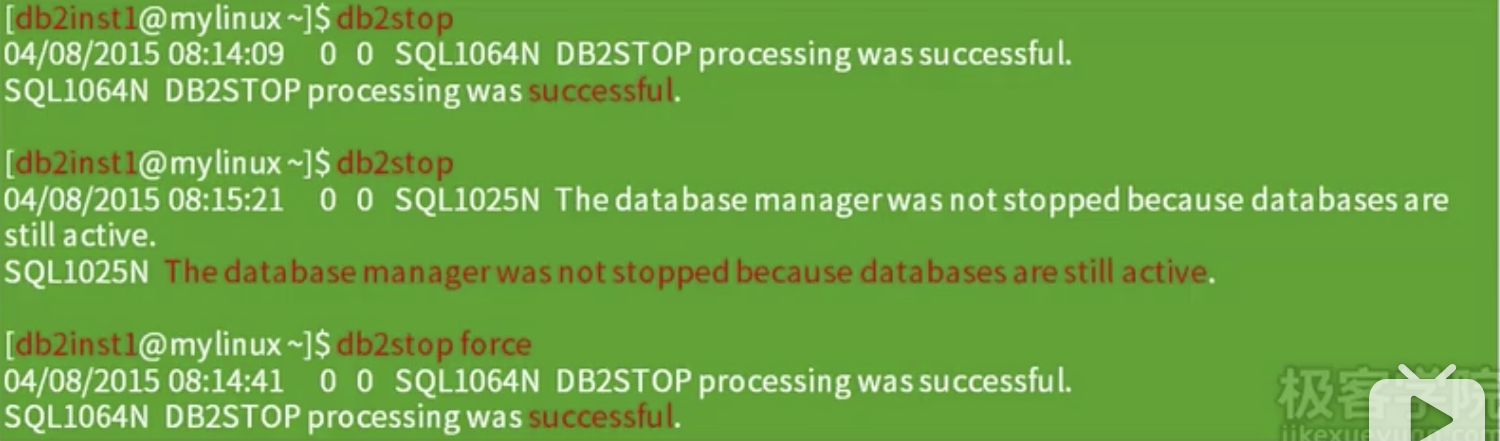 [db2inst1@mylinux ~]$ db2stop
04/08/2015 08:14:09 0 0 SQL1064N DB2STOP processing was successful.
SQL1064N DB2STOP processing was successful.
[db2inst1@mylinux ~]$ db2stop
04/08/2015 08:15:21 0 0 SQL1025N The database manager was not stopped because databases are
still active.
SQL1025N The database manager was not stopped because databases are still active.
[db2inst1@mylinux ~]$ db2stop force
04/08/2015 08:14:41 0 0 SQL1064N DB2STOP processing was successful.
SQL1064N DB2STOP processing was successful.
极客学院